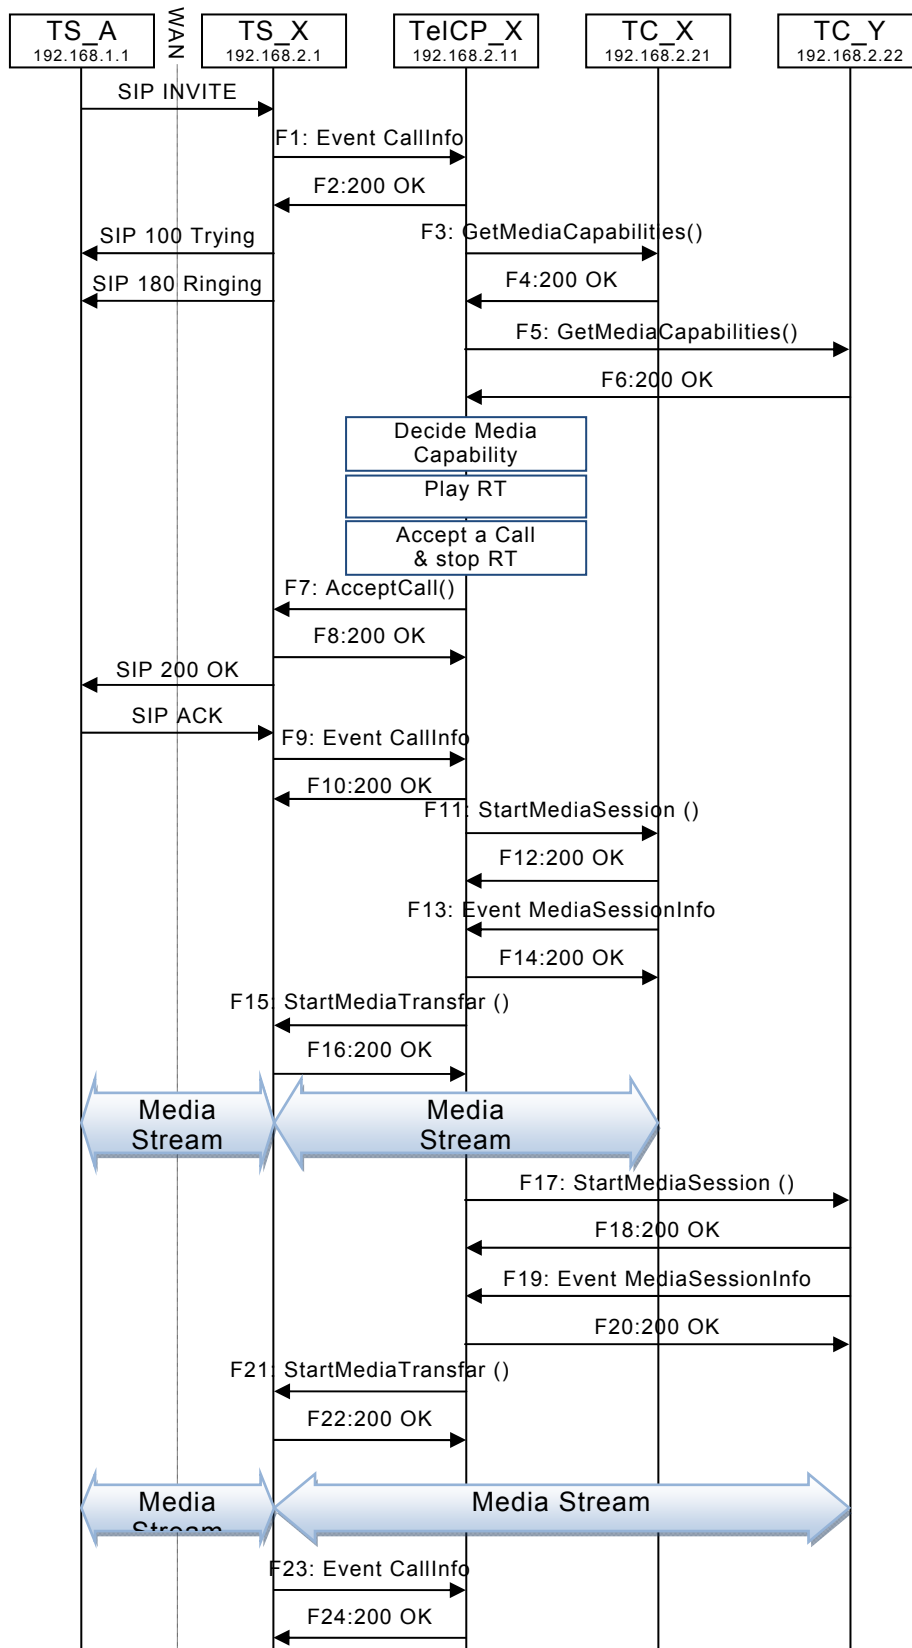 TS_A
192.168.1.1
WAN
TS_X
192.168.2.1
TelCP_X
192.168.2.11
TC_X
192.168.2.21
TC_Y
192.168.2.22
SIP INVITE
F1: Event CallInfo
F2:200 OK
SIP 100 Trying
F3: GetMediaCapabilities()
SIP 180 Ringing
F4:200 OK
F5: GetMediaCapabilities()
F6:200 OK
Decide Media
Capability
Play RT
Accept a Call
& stop RT
F7: AcceptCall()
F8:200 OK
SIP 200 OK
SIP ACK
F9: Event CallInfo
F10:200 OK
F11: StartMediaSession ()
F12:200 OK
F13: Event MediaSessionInfo
F14:200 OK
F15: StartMediaTransfar ()
F16:200 OK
Media
Stream
Media
Stream
F17: StartMediaSession ()
F18:200 OK
F19: Event MediaSessionInfo
F20:200 OK
F21: StartMediaTransfar ()
F22:200 OK
Media
Stream
Media Stream
F23: Event CallInfo
F24:200 OK